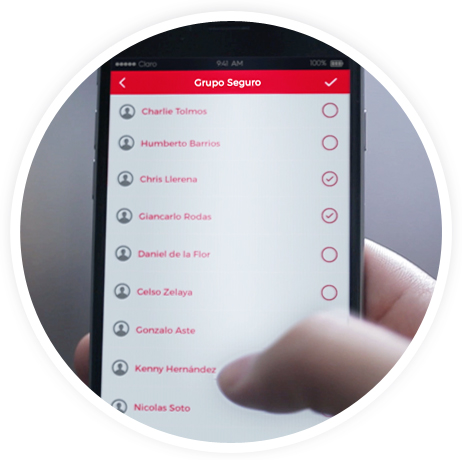 Claro 9:41 AM 100%
Grupo Seguro
Charlie Tolmos
Humberto Barrios
Chris Llerena
Giancarlo Rodas
Daniel de la Flor
Celso Zelaya
Gonzalo Aste
Kenny Hernández
Nicolas Soto